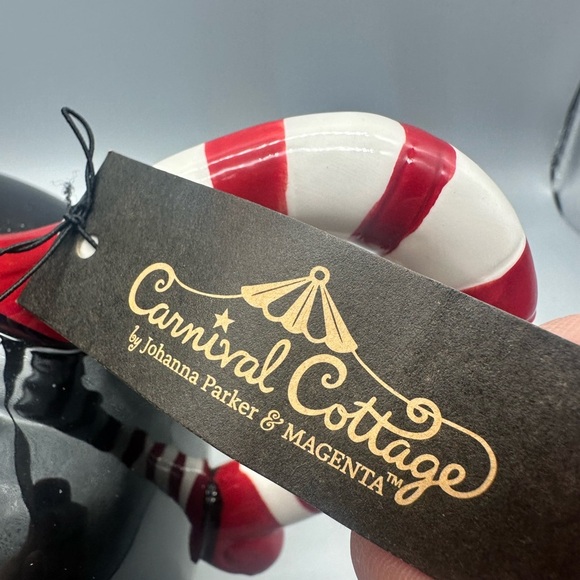 Carnival Cottage
by Johanna Parker & MAGENTA™